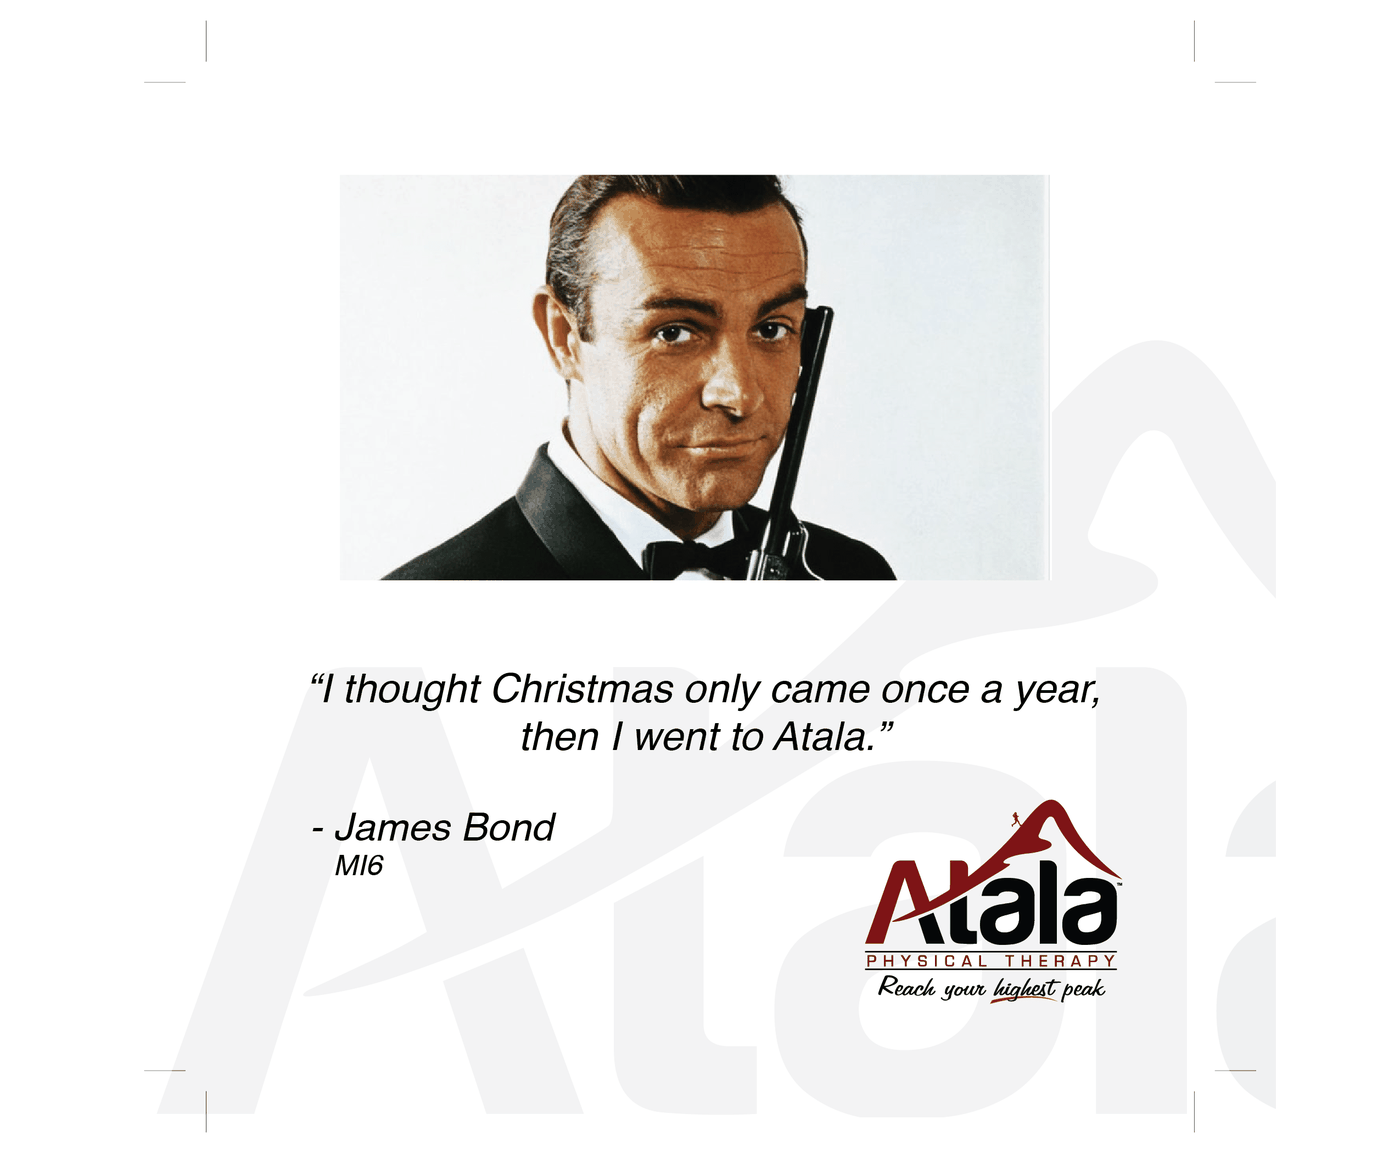 “I thought Christmas only came once a year,
then I went to Atala.”
- James Bond
MI6
Atala™
PHYSICAL THERAPY
Reach your highest peak
Atala